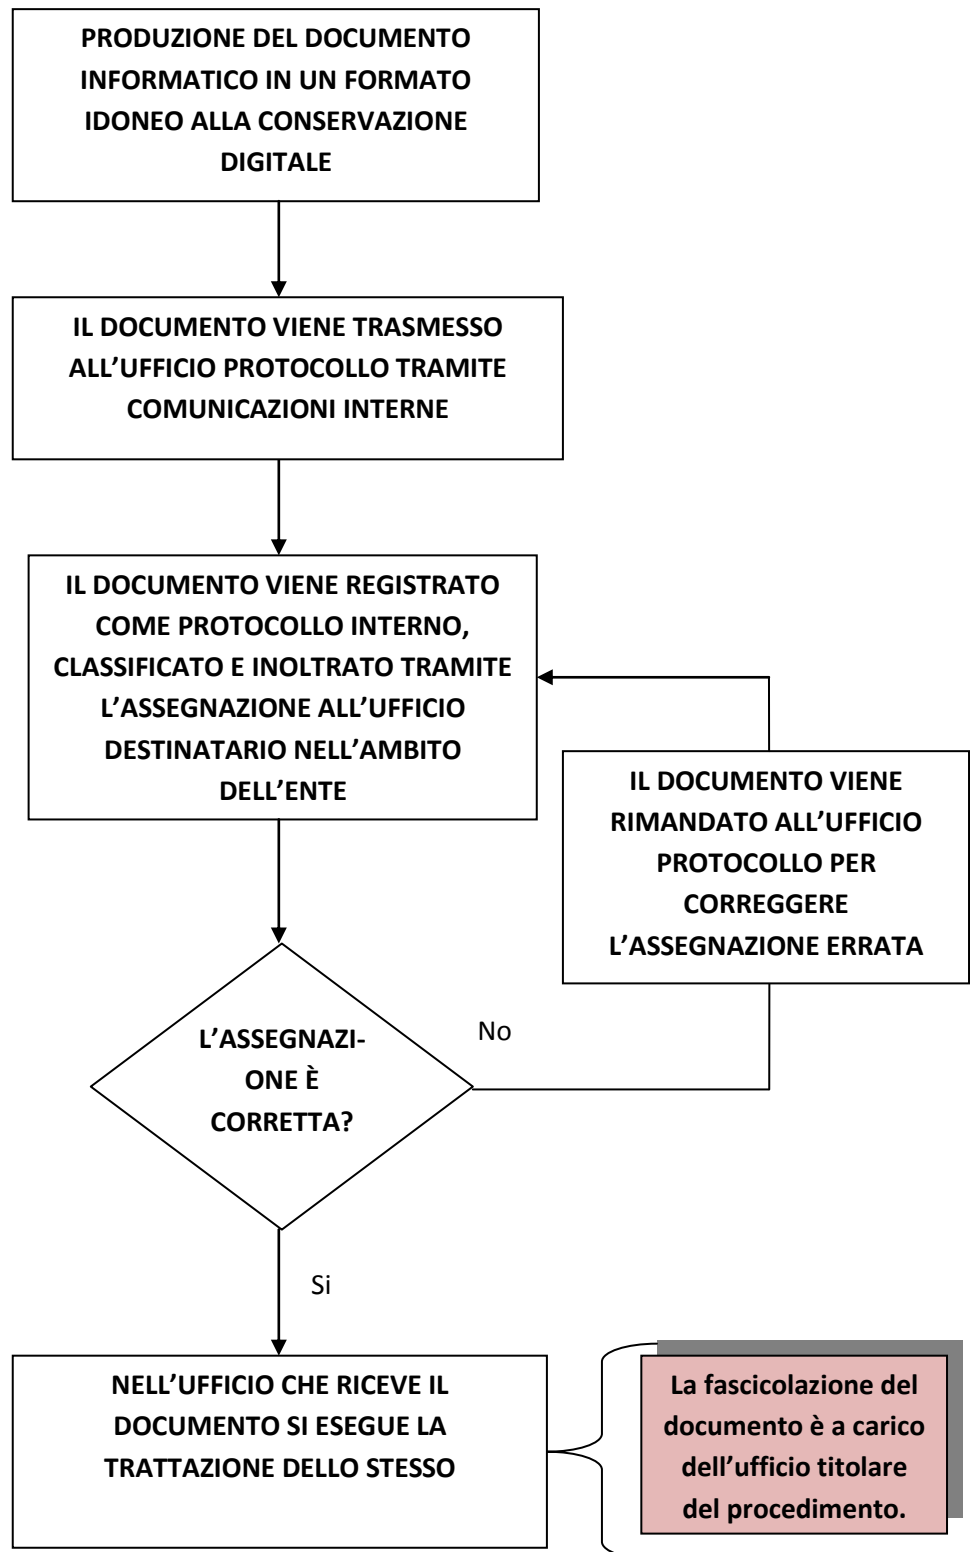 PRODUZIONE DEL DOCUMENTO
INFORMATICO IN UN FORMATO
IDONEO ALLA CONSERVAZIONE
DIGITALE
IL DOCUMENTO VIENE TRASMESSO
ALL’UFFICIO PROTOCOLLO TRAMITE
COMUNICAZIONI INTERNE
IL DOCUMENTO VIENE REGISTRATO
COME PROTOCOLLO INTERNO,
CLASSIFICATO E INOLTRATO TRAMITE
L’ASSEGNAZIONE ALL’UFFICIO
DESTINATARIO NELL’AMBITO
DELL’ENTE
IL DOCUMENTO VIENE
RIMANDATO ALL’UFFICIO
PROTOCOLLO PER
CORREGGERE
L’ASSEGNAZIONE ERRATA
L’ASSEGNAZI-
ONE È
CORRETTA?
No
Si
NELL’UFFICIO CHE RICEVE IL
DOCUMENTO SI ESEGUE LA
TRATTAZIONE DELLO STESSO
La fascicolazione del
documento è a carico
dell’ufficio titolare
del procedimento.